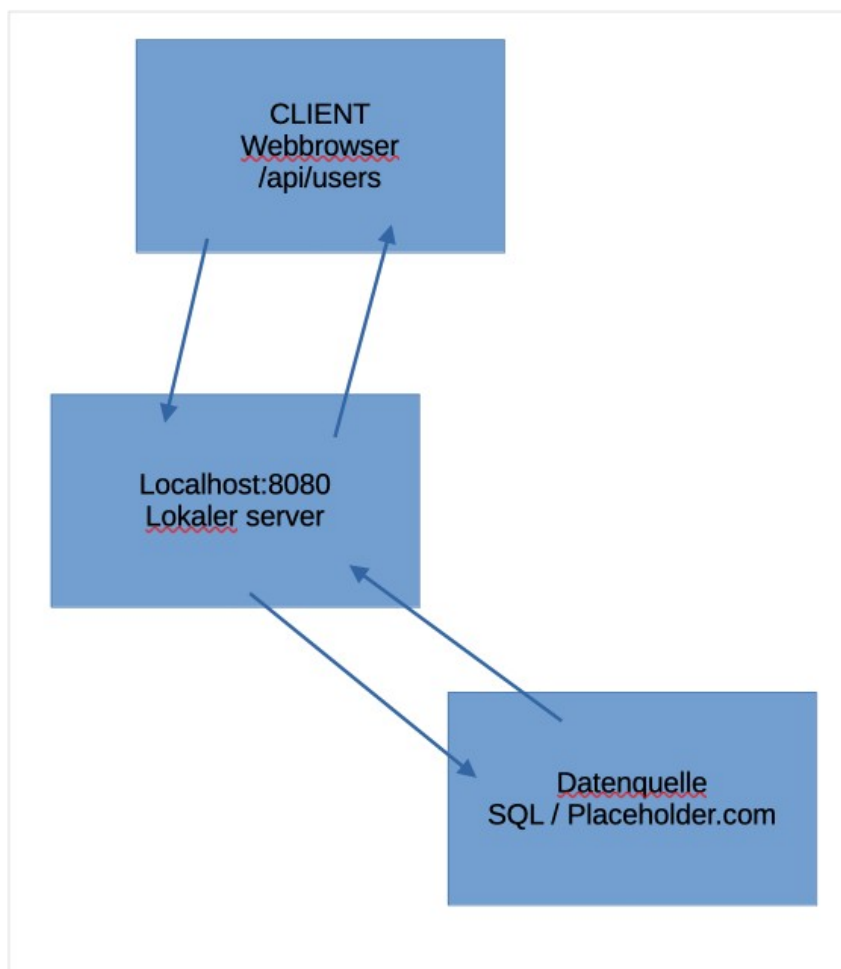 CLIENT
Webbrowser
/api/users
Localhost:8080
Lokaler server
Datenquelle
SQL / Placeholder.com